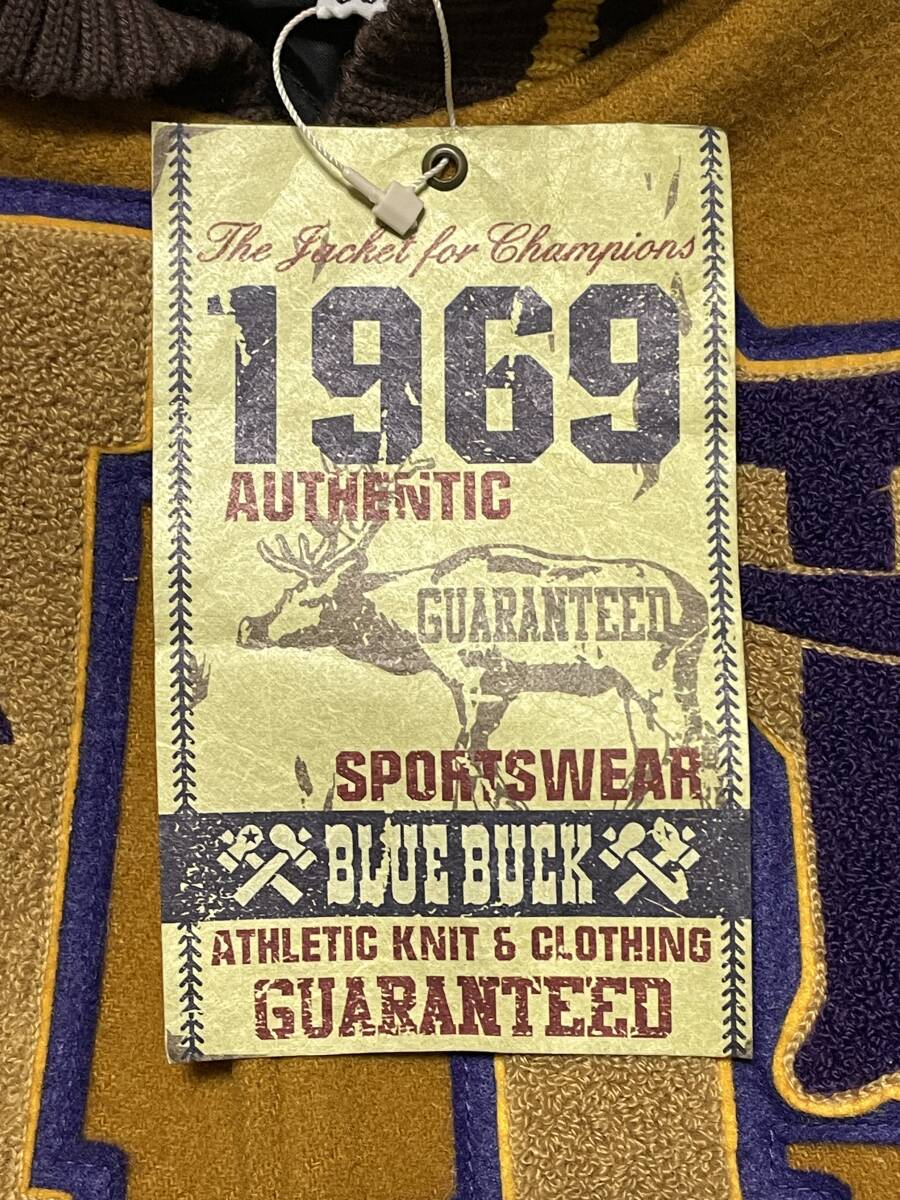 The Jacket for Champions
1969
AUTHENTIC
GUARANTEED
SPORTSWEAR
BLUE BUCK
ATHLETIC KNIT & CLOTHING
GUARANTEED